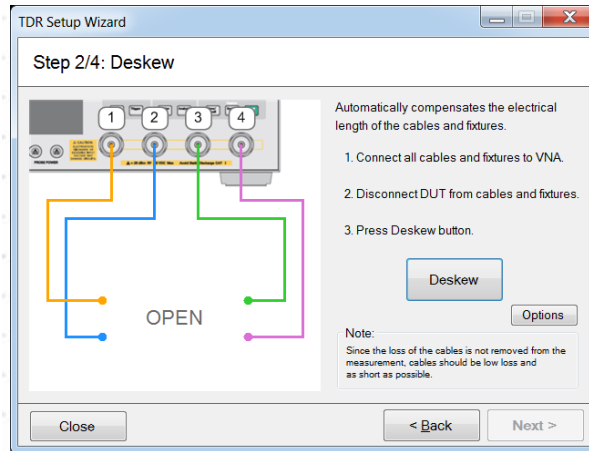 TDR Setup Wizard
Step 2/4: Deskew
1 2 3 4
PROBE POWER
CAUTION
Automatically compensates the electrical
length of the cables and fixtures.
1. Connect all cables and fixtures to VNA.
2. Disconnect DUT from cables and fixtures.
3. Press Deskew button.
Deskew
OPEN
Options
Note:
Since the loss of the cables is not removed from the
measurement, cables should be low loss and
as short as possible.
Close
< Back
Next >